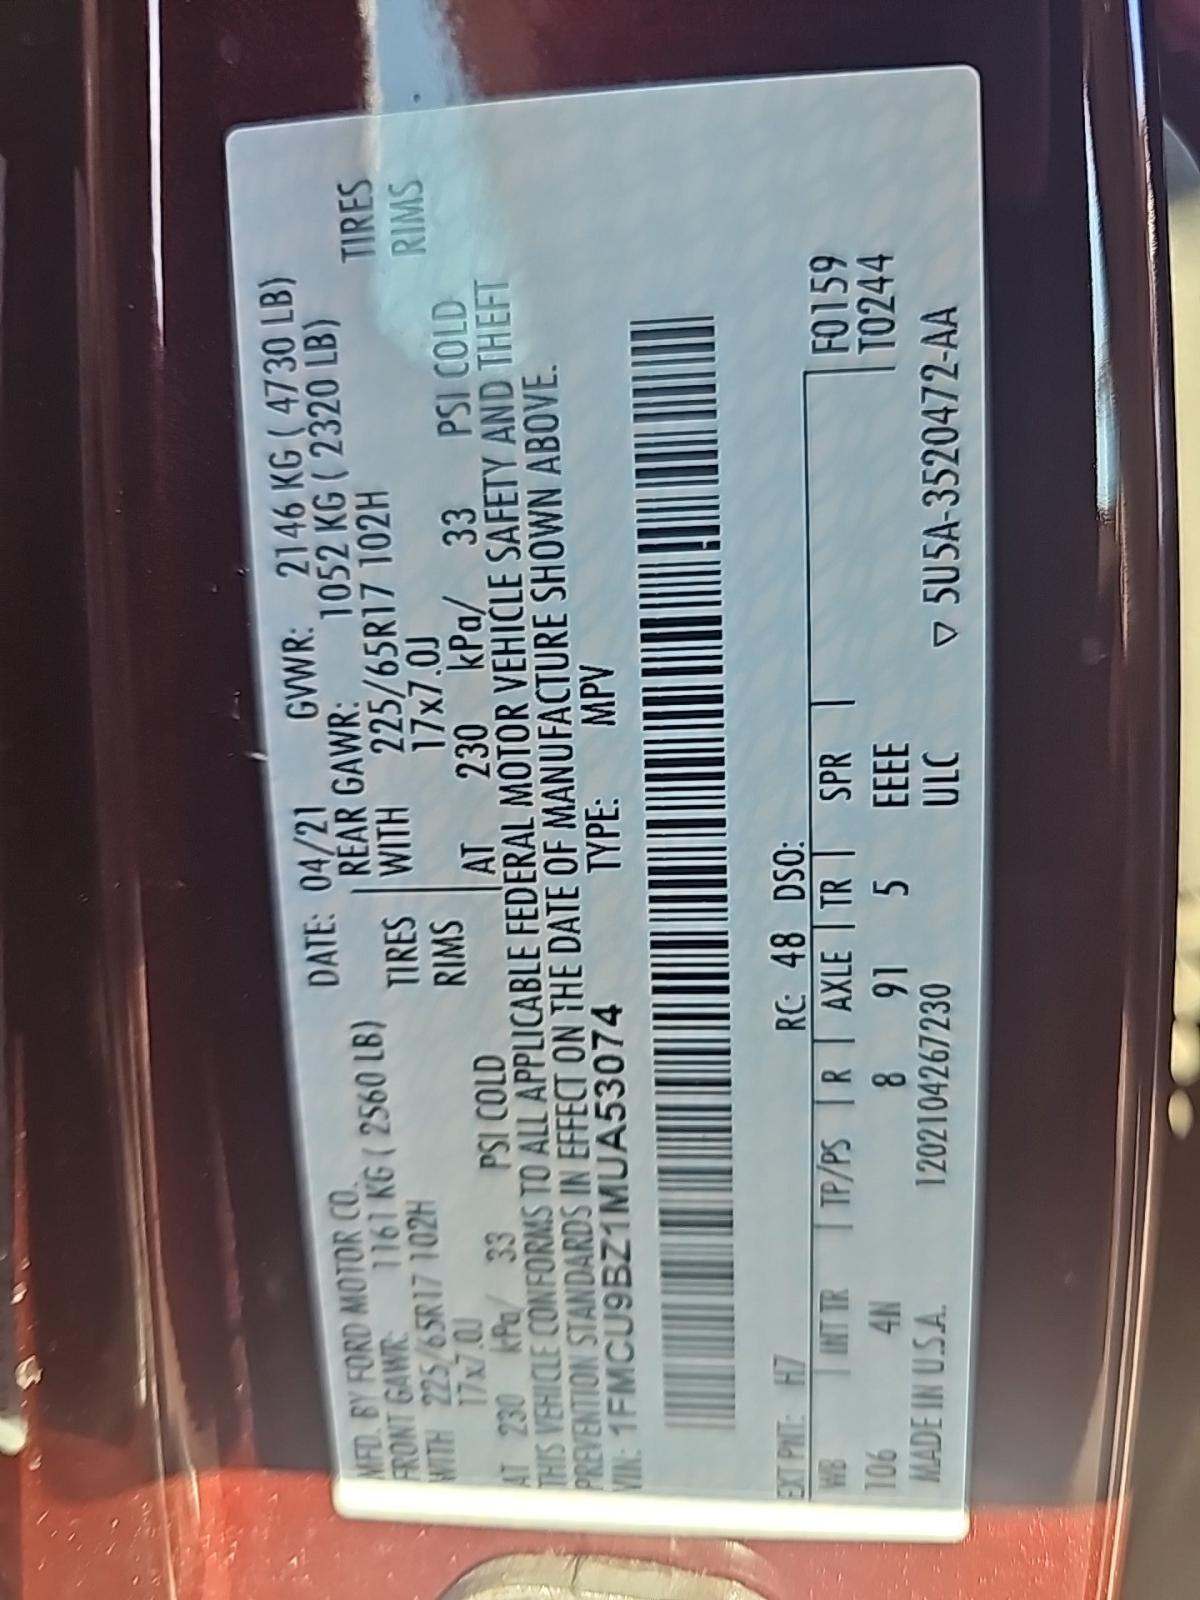 MFD. BY FORD MOTOR CO. DATE: 04/21 GVWR: 2146 KG ( 4730 LB)
FRONT GAWR: 1161 KG ( 2560 LB) REAR GAWR: 1052 KG ( 2320 LB)
WITH 225/65R17 102H TIRES WITH 225/65R17 102H TIRES
17x7.0J RIMS 17x7.0J RIMS
AT 230 kPa/ 33 PSI COLD AT 230 kPa/ 33 PSI COLD
THIS VEHICLE CONFORMS TO ALL APPLICABLE FEDERAL MOTOR VEHICLE SAFETY AND THEFT
PREVENTION STANDARDS IN EFFECT ON THE DATE OF MANUFACTURE SHOWN ABOVE.
VIN: 1FMCU9BZ1MUA53074 TYPE: MPV
EXT PNT: H7 RC: 48 DSO:
WB INT TR TP/PS R AXLE TR SPR F0159
106 4N 8 91 5 EEEE T0244
MADE IN U.S.A. 1202104267230 ULC ▽ 5U5A-3520472-AA